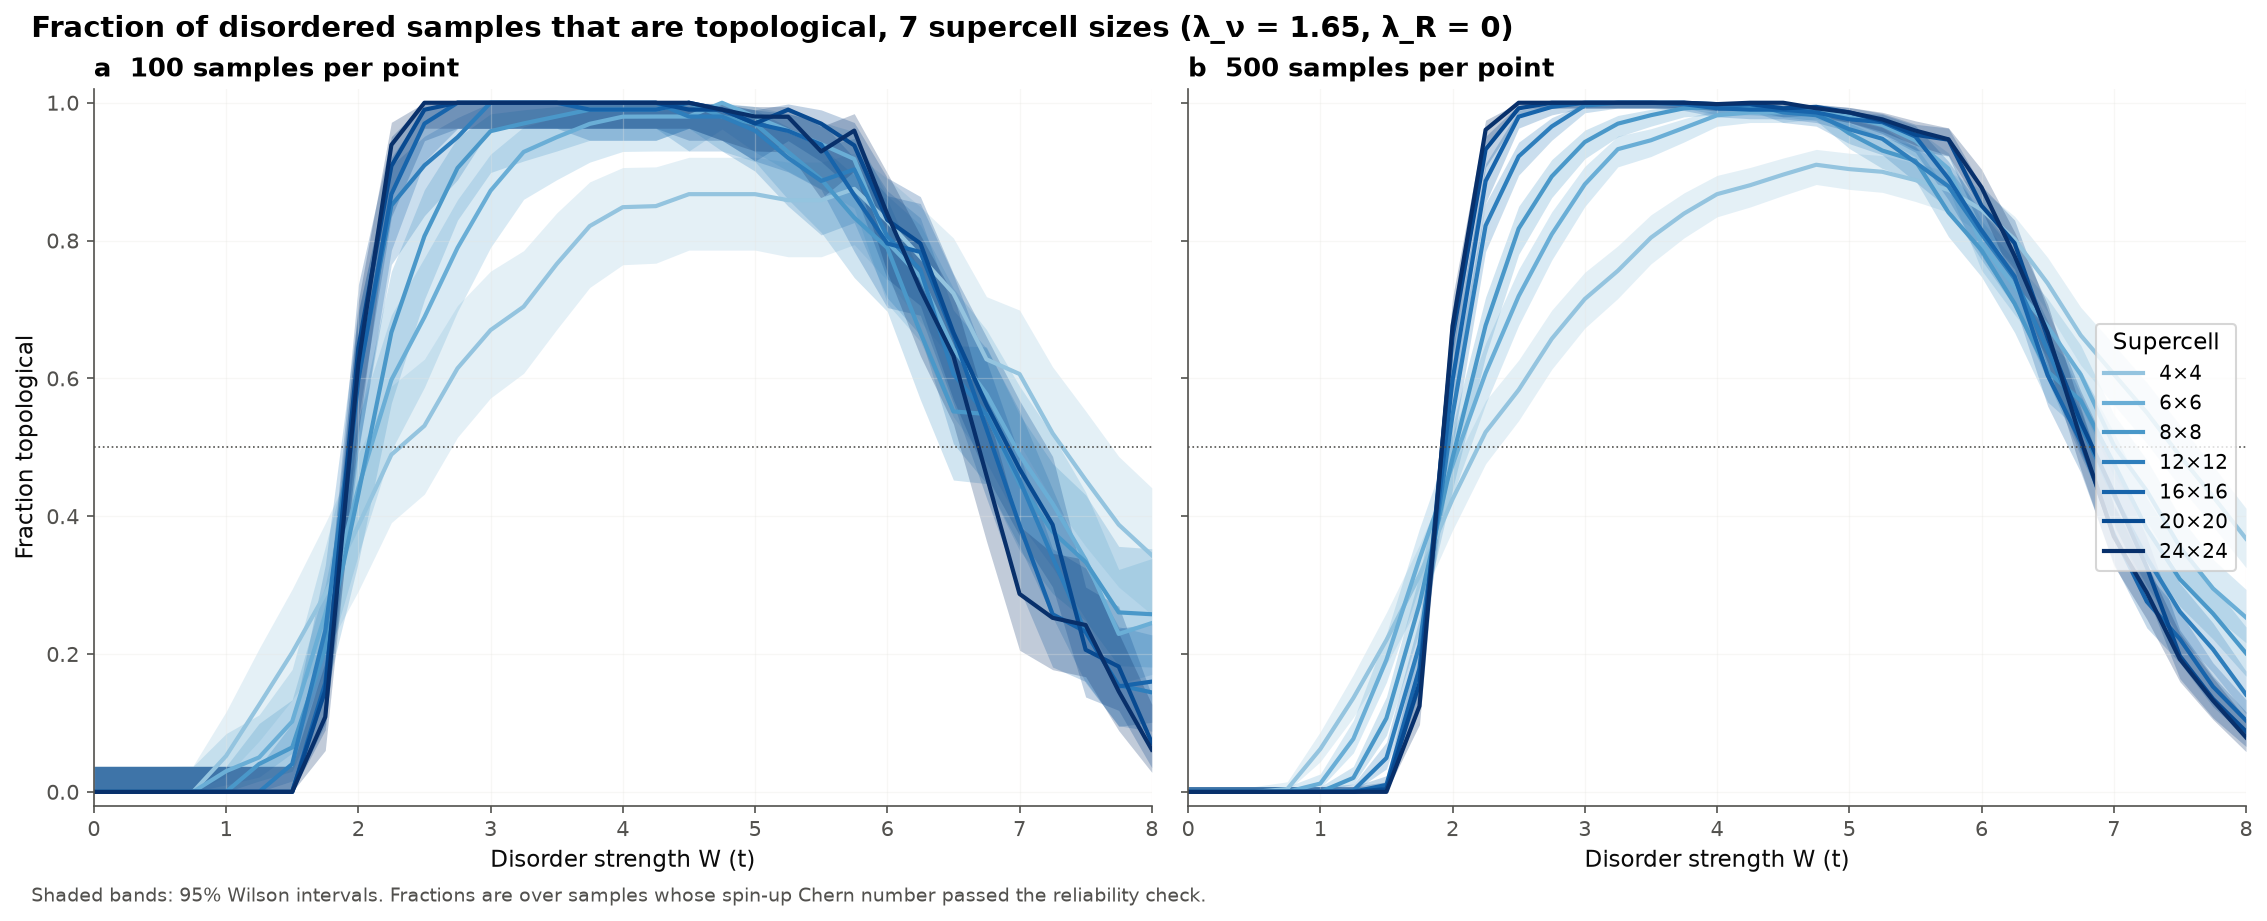 Fraction of disordered samples that are topological, 7 supercell sizes (λ_ν = 1.65, λ_R = 0)
a 100 samples per point
b 500 samples per point
Fraction topological
1.0
0.8
0.6
0.4
0.2
0.0
0 1 2 3 4 5 6 7 8
Disorder strength W (t)
0 1 2 3 4 5 6 7 8
Disorder strength W (t)
Supercell
4×4
6×6
8×8
12×12
16×16
20×20
24×24
Shaded bands: 95% Wilson intervals. Fractions are over samples whose spin-up Chern number passed the reliability check.